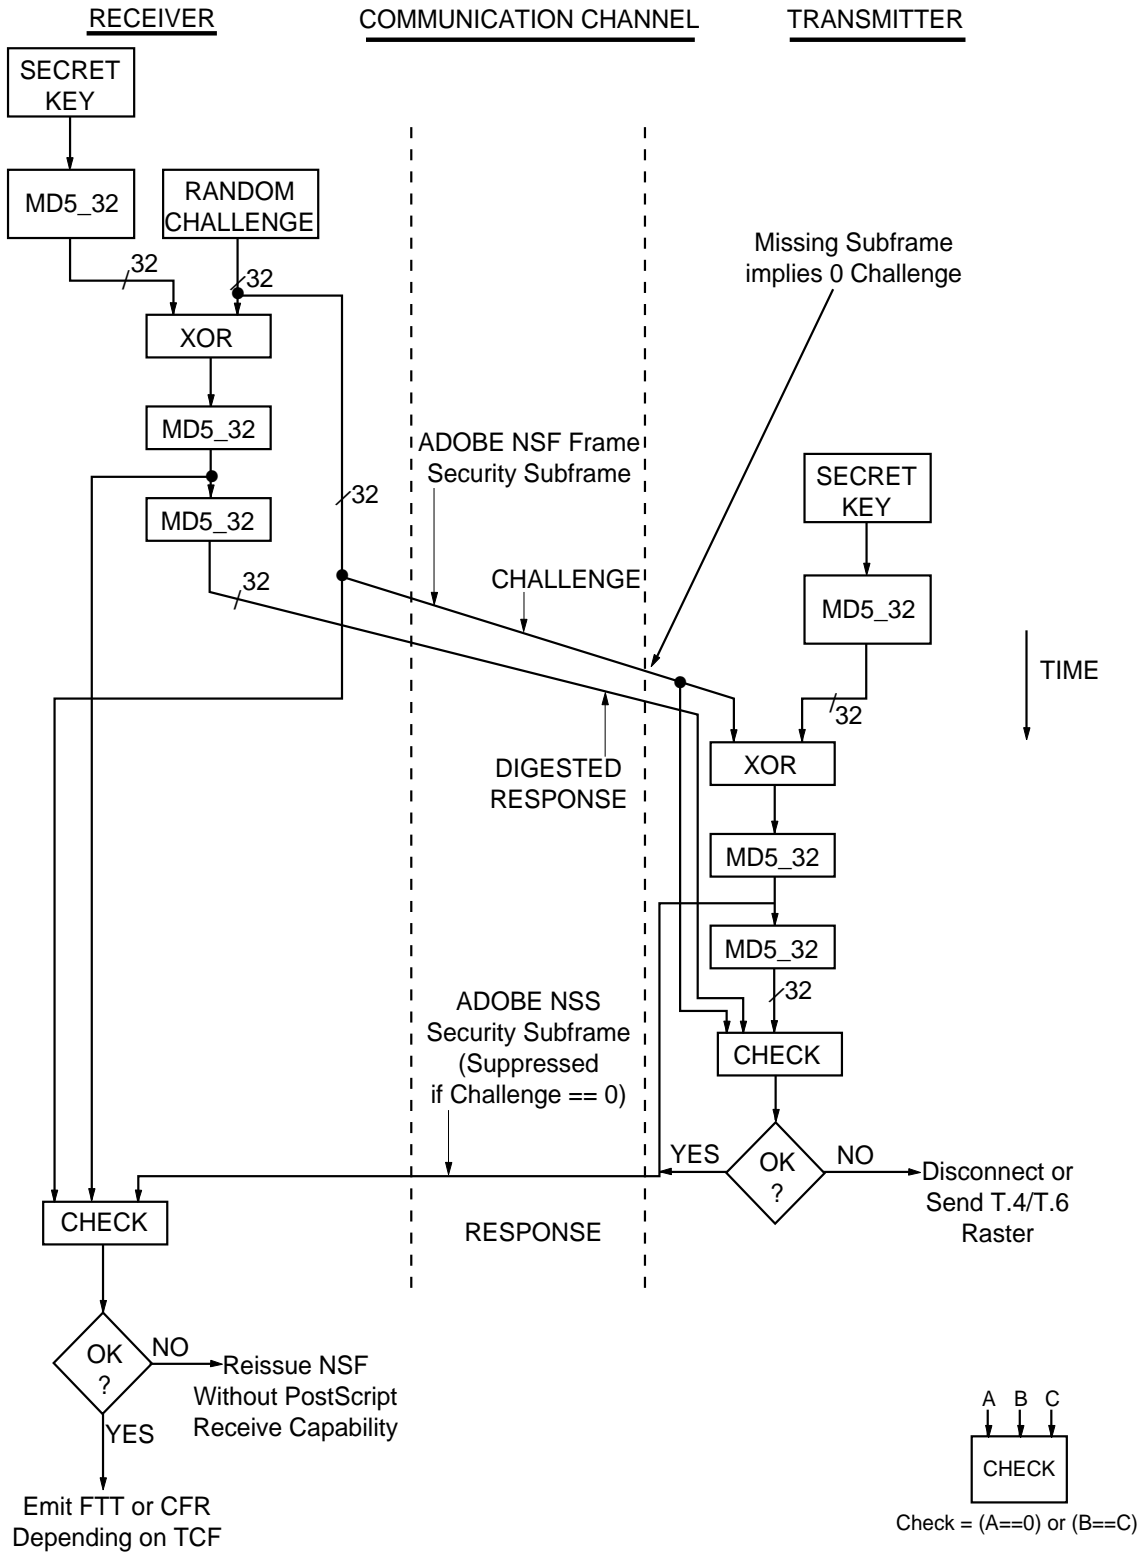 RECEIVER
COMMUNICATION CHANNEL
TRANSMITTER
SECRET
KEY
MD5_32
RANDOM
CHALLENGE
32
32
Missing Subframe
implies 0 Challenge
XOR
MD5_32
ADOBE NSF Frame
Security Subframe
SECRET
KEY
32
MD5_32
32
CHALLENGE
MD5_32
TIME
32
XOR
DIGESTED
RESPONSE
MD5_32
MD5_32
32
ADOBE NSS
Security Subframe
(Suppressed
if Challenge == 0)
CHECK
YES
OK
?
NO
Disconnect or
Send T.4/T.6
Raster
CHECK
RESPONSE
OK
?
NO
Reissue NSF
Without PostScript
Receive Capability
YES
Emit FTT or CFR
Depending on TCF
A B C
CHECK
Check = (A==0) or (B==C)